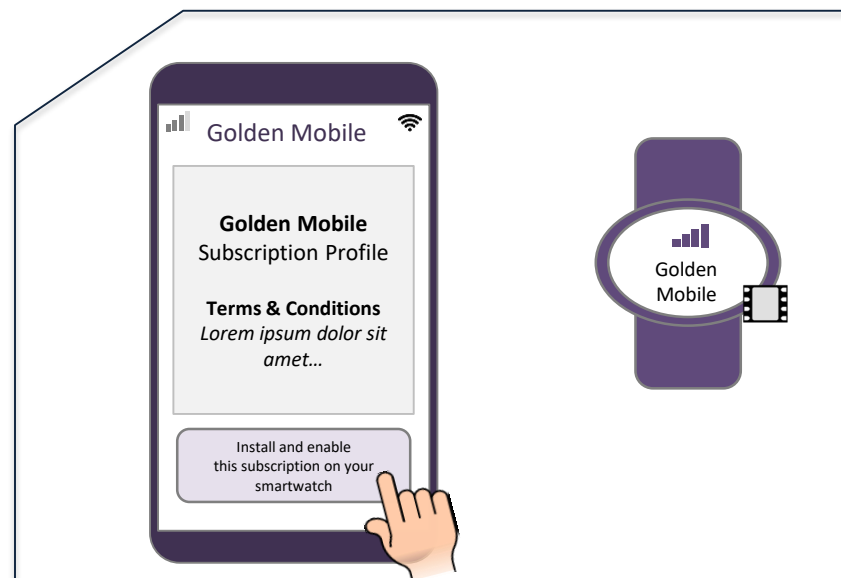 Golden Mobile
Golden Mobile
Subscription Profile
Terms & Conditions
Lorem ipsum dolor sit
amet…
Install and enable
this subscription on your
smartwatch
Golden
Mobile